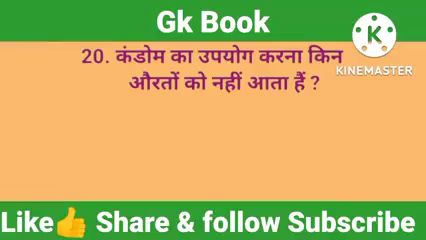 Gk Book
20. कंडोम का उपयोग करना किन
औरतों को नहीं आता हैं ?
K
KINEMASTER
Like👍 Share & follow Subscribe